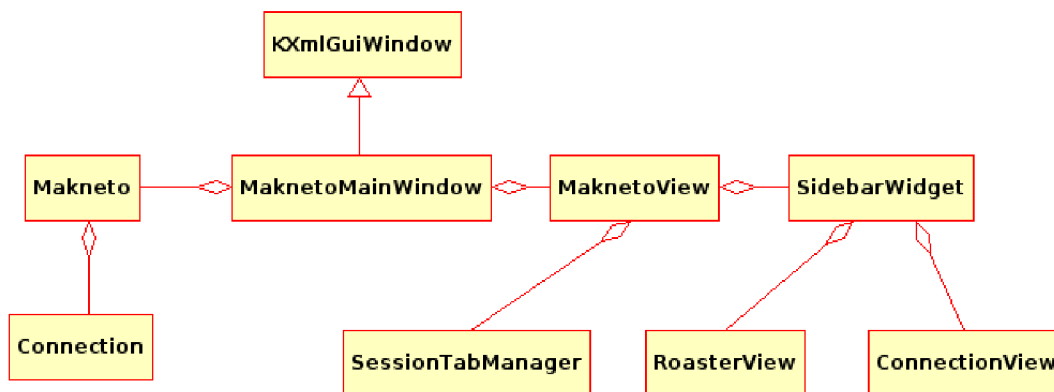 KXmlGuiWindow
Makneto
MaknetoMainWindow
MaknetoView
SidebarWidget
Connection
SessionTabManager
RoasterView
ConnectionView